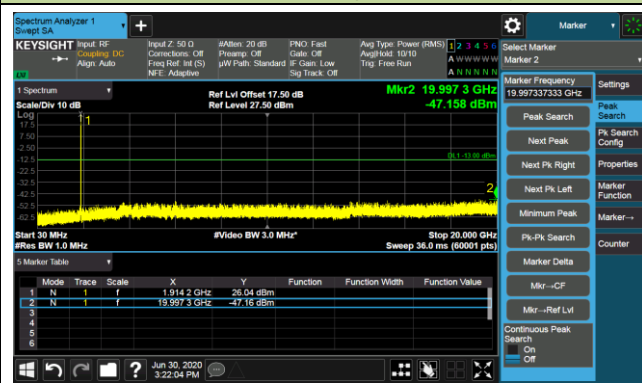 Spectrum Analyzer 1
Swept SA
+
Marker
KEYSIGHT
Input: RF
Coupling: DC
Align: Auto
Input Z: 50 Ω
Corrections: Off
Freq Ref: Int (S)
NFE: Adaptive
#Atten: 20 dB
Preamp: Off
µW Path: Standard
PNO: Fast
Gate: Off
IF Gain: Low
Sig Track: Off
Avg Type: Power (RMS)
Avg|Hold: 10/10
Trig: Free Run
1 2 3 4 5 6
A W W W W W
A N N N N N
LXI
Select Marker
Marker 2
Marker Frequency
19.997337333 GHz
Settings
Peak Search
Next Peak
Next Pk Right
Next Pk Left
Minimum Peak
Pk-Pk Search
Marker Delta
Mkr→CF
Mkr→Ref Lvl
Continuous Peak
Search
On
Off
Peak
Search
Pk Search
Config
Properties
Marker
Function
Marker→
Counter
1 Spectrum
Scale/Div 10 dB
Log
Ref Lvl Offset 17.50 dB
Ref Level 27.50 dBm
Mkr2 19.997 3 GHz
-47.158 dBm
17.5
7.50
-2.50
-12.5
-22.5
-32.5
-42.5
-52.5
-62.5
1
DL1 -13.00 dBm
2
Start 30 MHz
#Res BW 1.0 MHz
#Video BW 3.0 MHz*
Stop 20.000 GHz
Sweep 36.0 ms (60001 pts)
5 Marker Table
Mode Trace Scale X Y Function Function Width Function Value
1 N 1 f 1.914 2 GHz 26.04 dBm
2 N 1 f 19.997 3 GHz -47.16 dBm
3
4
5
6
?
Jun 30, 2020
3:22:04 PM